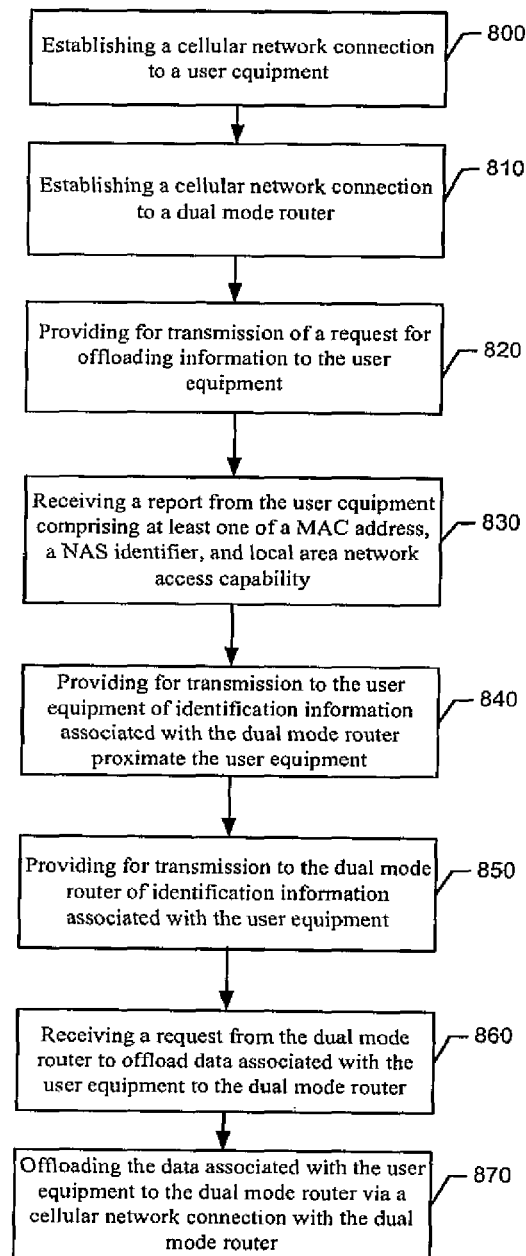 Establishing a cellular network connection
to a user equipment
800
Establishing a cellular network connection
to a dual mode router
810
Providing for transmission of a request for
offloading information to the user
equipment
820
Receiving a report from the user equipment
comprising at least one of a MAC address,
a NAS identifier, and local area network
access capability
830
Providing for transmission to the user
equipment of identification information
associated with the dual mode router
proximate the user equipment
840
Providing for transmission to the dual mode
router of identification information
associated with the user equipment
850
Receiving a request from the dual mode
router to offload data associated with the
user equipment to the dual mode router
860
Offloading the data associated with the user
equipment to the dual mode router via a
cellular network connection with the dual
mode router
870